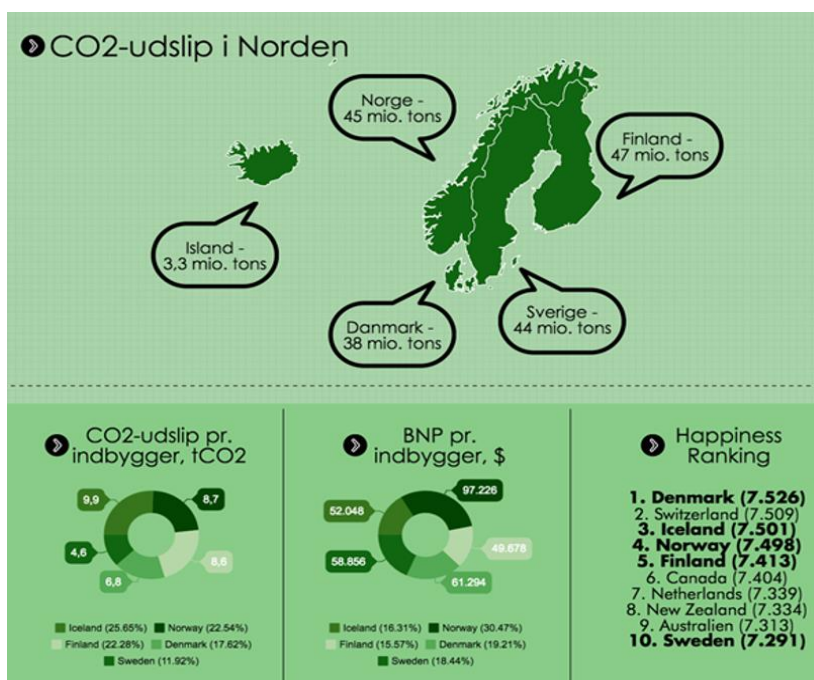 CO2-udslip i Norden
Norge -
45 mio. tons
Finland -
47 mio. tons
Island -
3,3 mio. tons
Danmark -
38 mio. tons
Sverige -
44 mio. tons
CO2-udslip pr.
indbygger, tCO2
9,9
8,7
4,6
8,6
6,8
Iceland (25.65%) Norway (22.54%)
Finland (22.28%) Denmark (17.62%)
Sweden (11.92%)
BNP pr.
indbygger, $
97.226
52.048
49.678
58.856
61.294
Iceland (16.31%) Norway (30.47%)
Finland (15.57%) Denmark (19.21%)
Sweden (18.44%)
Happiness
Ranking
1. Denmark (7.526)
2. Switzerland (7.509)
3. Iceland (7.501)
4. Norway (7.498)
5. Finland (7.413)
6. Canada (7.404)
7. Netherlands (7.339)
8. New Zealand (7.334)
9. Australien (7.313)
10. Sweden (7.291)